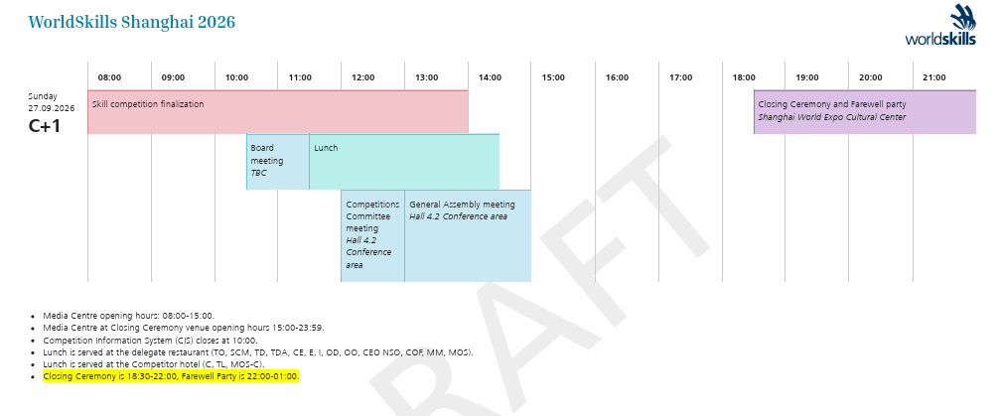 WorldSkills Shanghai 2026
worldskills
08:00 09:00 10:00 11:00 12:00 13:00 14:00 15:00 16:00 17:00 18:00 19:00 20:00 21:00
Sunday
27.09.2026
C+1
Skill competition finalization
Closing Ceremony and Farewell party
Shanghai World Expo Cultural Center
Board
meeting
TBC
Lunch
Competitions
Committee
meeting
Hall 4.2
Conference
area
General Assembly meeting
Hall 4.2 Conference area
• Media Centre opening hours: 08:00-15:00.
• Media Centre at Closing Ceremony venue opening hours 15:00-23:59.
• Competition Information System (CIS) closes at 10:00.
• Lunch is served at the delegate restaurant (TO, SCM, TD, TDA, CE, E, I, OD, OO, CEO NSO, COF, MM, MOS).
• Lunch is served at the Competitor hotel (C, TL, MOS-C).
• Closing Ceremony is 18:30-22:00, Farewell Party is 22:00-01:00.
RAFT